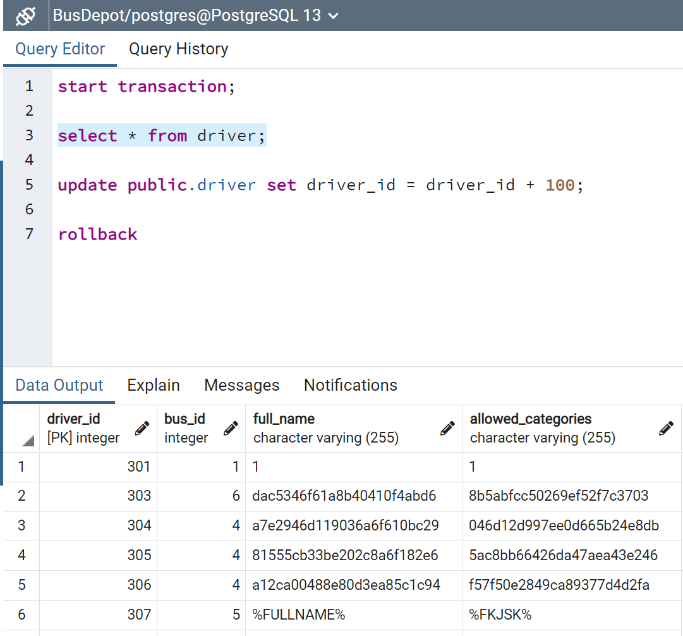 BusDepot/postgres@PostgreSQL 13
Query Editor Query History
1 start transaction;
2
3 select * from driver;
4
5 update public.driver set driver_id = driver_id + 100;
6
7 rollback
Data Output Explain Messages Notifications
driver_id bus_id full_name allowed_categories
[PK] integer integer character varying (255) character varying (255)
1 301 1 1 1
2 303 6 dac5346f61a8b40410f4abd6 8b5abfcc50269ef52f7c3703
3 304 4 a7e2946d119036a6f610bc29 046d12d997ee0d665b24e8db
4 305 4 81555cb33be202c8a6f182e6 5ac8bb66426da47aea43e246
5 306 4 a12ca00488e80d3ea85c1c94 f57f50e2849ca89377d4d2fa
6 307 5 %FULLNAME% %FKJSK%